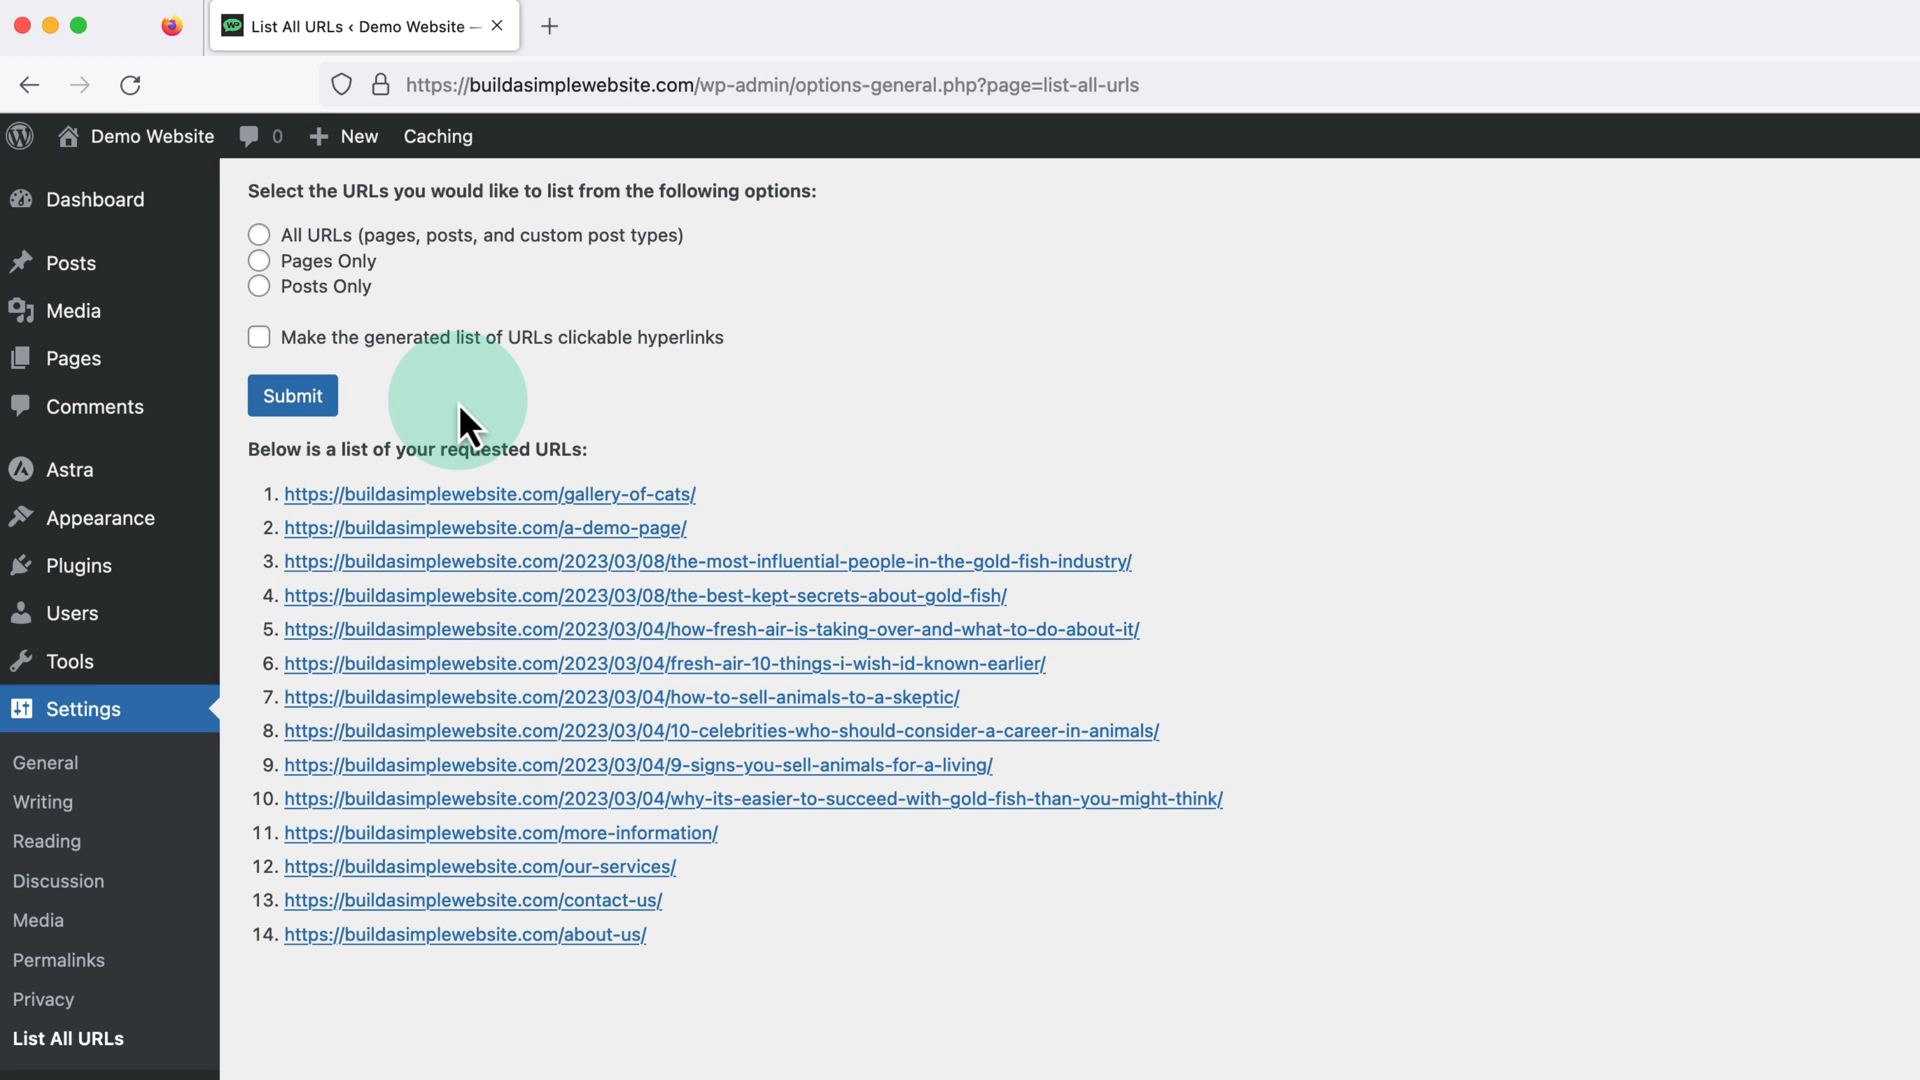 List All URLs ‹ Demo Website —
https://buildasimplewebsite.com/wp-admin/options-general.php?page=list-all-urls
Demo Website 0 New Caching
Dashboard
Posts
Media
Pages
Comments
Astra
Appearance
Plugins
Users
Tools
Settings
General
Writing
Reading
Discussion
Media
Permalinks
Privacy
List All URLs
Select the URLs you would like to list from the following options:
All URLs (pages, posts, and custom post types)
Pages Only
Posts Only
Make the generated list of URLs clickable hyperlinks
Submit
Below is a list of your requested URLs:
1. https://buildasimplewebsite.com/gallery-of-cats/
2. https://buildasimplewebsite.com/a-demo-page/
3. https://buildasimplewebsite.com/2023/03/08/the-most-influential-people-in-the-gold-fish-industry/
4. https://buildasimplewebsite.com/2023/03/08/the-best-kept-secrets-about-gold-fish/
5. https://buildasimplewebsite.com/2023/03/04/how-fresh-air-is-taking-over-and-what-to-do-about-it/
6. https://buildasimplewebsite.com/2023/03/04/fresh-air-10-things-i-wish-id-known-earlier/
7. https://buildasimplewebsite.com/2023/03/04/how-to-sell-animals-to-a-skeptic/
8. https://buildasimplewebsite.com/2023/03/04/10-celebrities-who-should-consider-a-career-in-animals/
9. https://buildasimplewebsite.com/2023/03/04/9-signs-you-sell-animals-for-a-living/
10. https://buildasimplewebsite.com/2023/03/04/why-its-easier-to-succeed-with-gold-fish-than-you-might-think/
11. https://buildasimplewebsite.com/more-information/
12. https://buildasimplewebsite.com/our-services/
13. https://buildasimplewebsite.com/contact-us/
14. https://buildasimplewebsite.com/about-us/